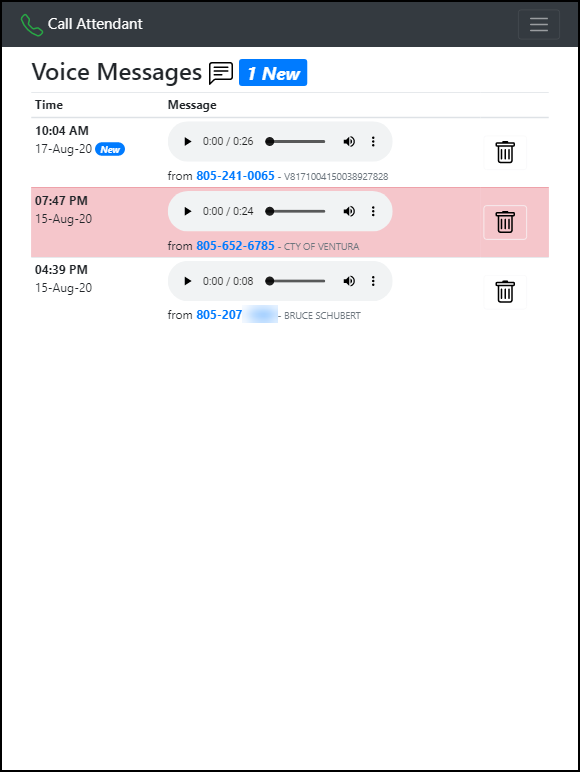 Call Attendant
Voice Messages 1 New
Time Message
10:04 AM
17-Aug-20 New
0:00 / 0:26
from 805-241-0065 - V8171004150038927828
07:47 PM
15-Aug-20
0:00 / 0:24
from 805-652-6785 - CTY OF VENTURA
04:39 PM
15-Aug-20
0:00 / 0:08
from 805-207 - BRUCE SCHUBERT